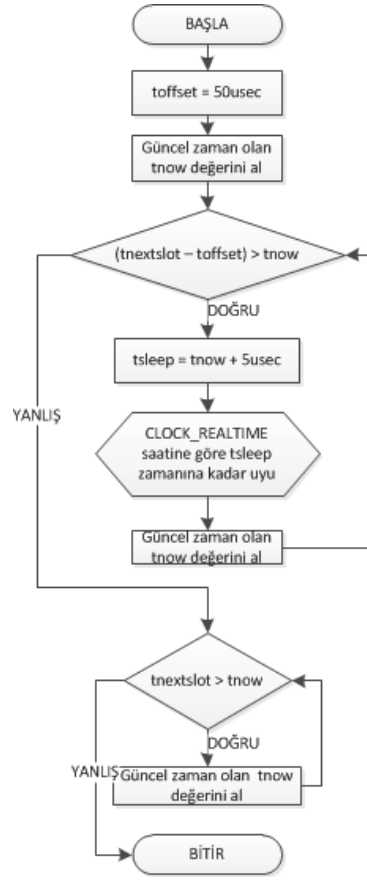 BAŞLA
toffset = 50usec
Güncel zaman olan
tnow değerini al
(tnextslot – toffset) > tnow
DOĞRU
tsleep = tnow + 5usec
YANLIŞ
CLOCK_REALTIME
saatine göre tsleep
zamanına kadar uyu
Güncel zaman olan
tnow değerini al
tnextslot > tnow
DOĞRU
YANLIŞ
Güncel zaman olan tnow
değerini al
BİTİR